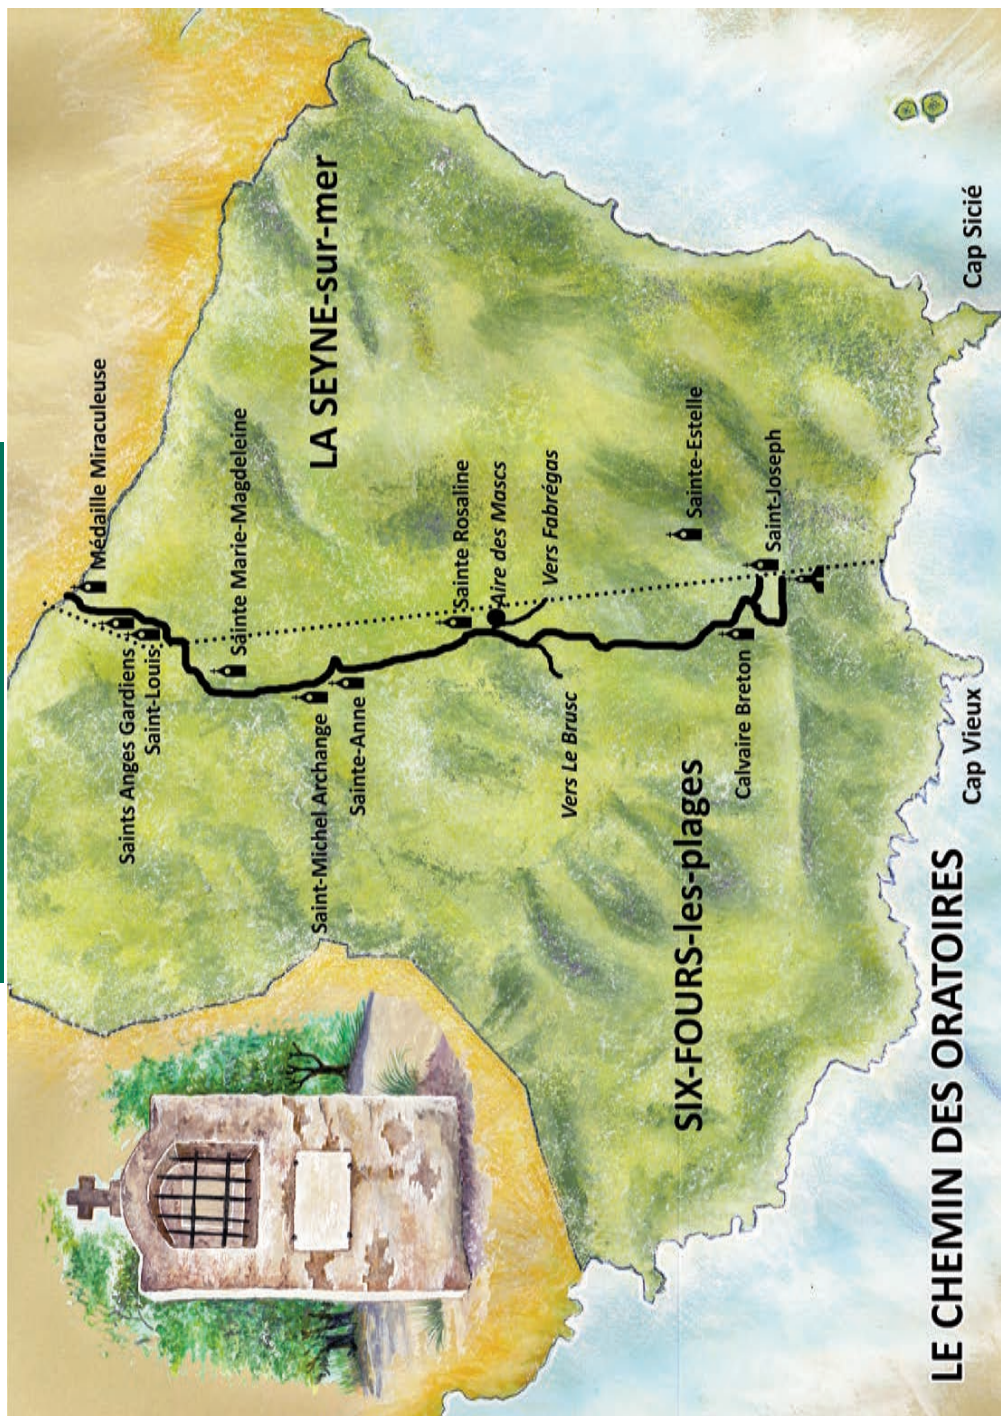 LE CHEMIN DES ORATOIRES
LA SEYNE-sur-mer
SIX-FOURS-les-plages
Médaille Miraculeuse
Saints Anges Gardiens
Saint-Louis
Sainte Marie-Magdeleine
Saint-Michel Archange
Sainte-Anne
Sainte Rosaline
Aire des Mascs
Vers Fabrégas
Vers Le Brusc
Sainte-Estelle
Saint-Joseph
Calvaire Breton
Cap Vieux
Cap Sicié